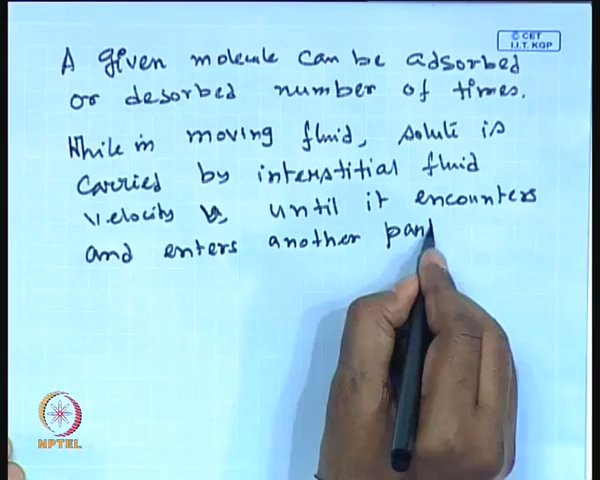 © CET
I.I.T. KGP
A given molecule can be adsorbed
or desorbed number of times.
While in moving fluid, solute is
carried by interstitial fluid
velocity until it encounters
and enters another par
NPTEL